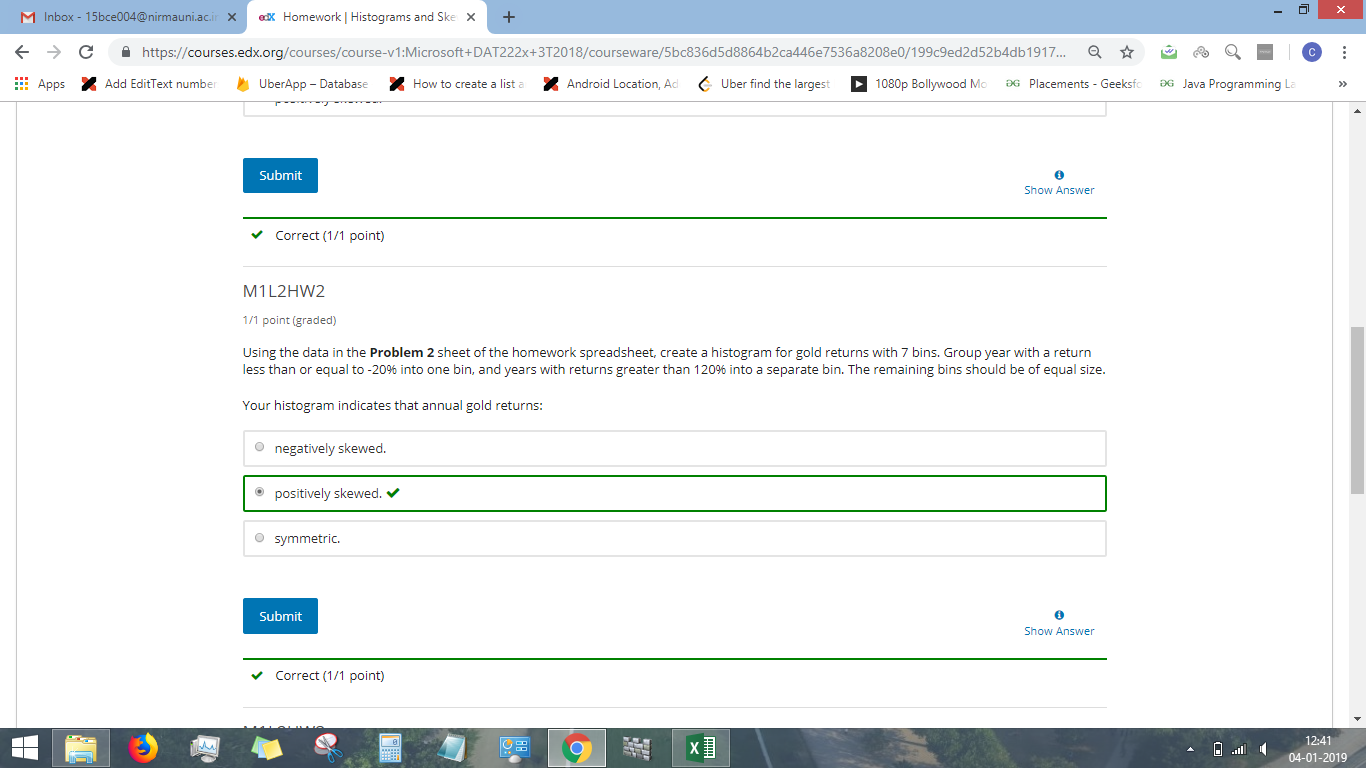 Inbox - 15bce004@nirmauni.ac.in
edX Homework | Histograms and Ske
https://courses.edx.org/courses/course-v1:Microsoft+DAT222x+3T2018/courseware/5bc836d5d8864b2ca446e7536a8208e0/199c9ed2d52b4db1917...
C
Apps
Add EditText number
UberApp – Database
How to create a list a
Android Location, Ad
Uber find the largest
1080p Bollywood Mo
Placements - Geeksfo
Java Programming La
»
positively skewed.
Submit
Show Answer
Correct (1/1 point)
M1L2HW2
1/1 point (graded)
Using the data in the Problem 2 sheet of the homework spreadsheet, create a histogram for gold returns with 7 bins. Group year with a return
less than or equal to -20% into one bin, and years with returns greater than 120% into a separate bin. The remaining bins should be of equal size.
Your histogram indicates that annual gold returns:
negatively skewed.
positively skewed.
symmetric.
Submit
Show Answer
Correct (1/1 point)
12:41
04-01-2019